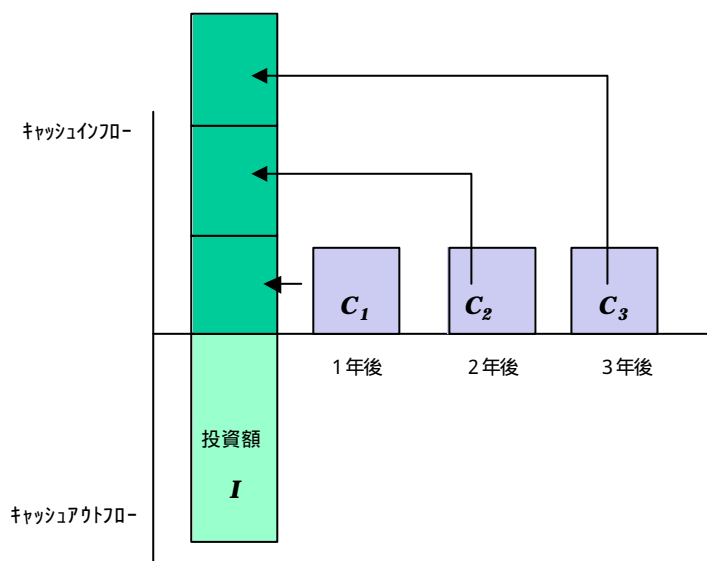 ｷｬｯｼｭｲﾝﾌﾛｰ
C₁
C₂
C₃
1年後
2年後
3年後
投資額
I
ｷｬｯｼｭｱｳﾄﾌﾛｰ